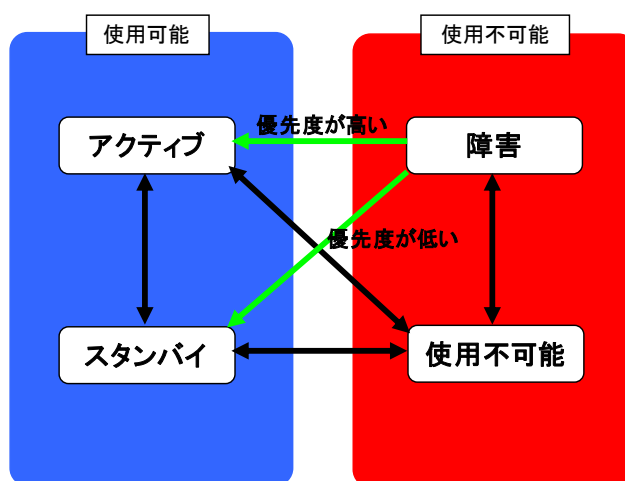 使用可能
使用不可能
優先度が高い
アクティブ
障害
優先度が低い
スタンバイ
使用不可能